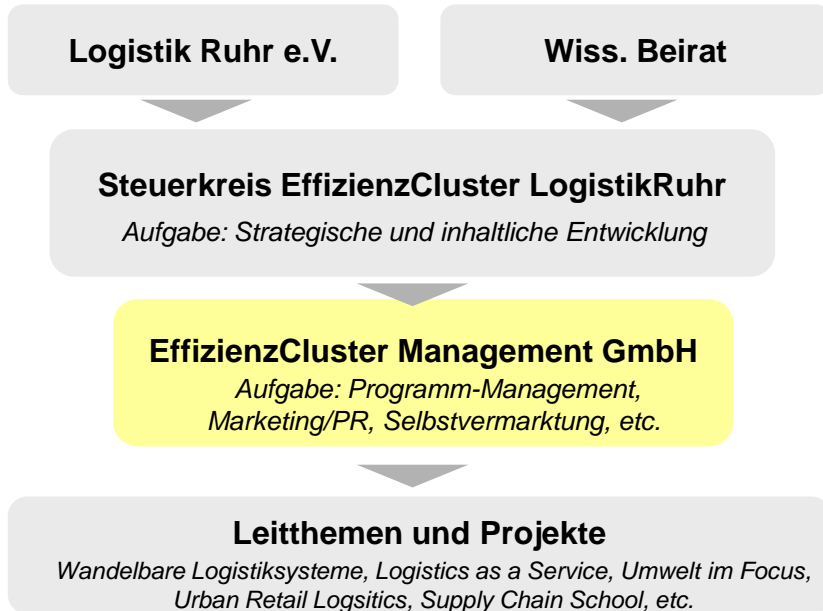 Logistik Ruhr e.V.
Wiss. Beirat
Steuerkreis EffizienzCluster LogistikRuhr
Aufgabe: Strategische und inhaltliche Entwicklung
EffizienzCluster Management GmbH
Aufgabe: Programm-Management,
Marketing/PR, Selbstvermarktung, etc.
Leitthemen und Projekte
Wandelbare Logistiksysteme, Logistics as a Service, Umwelt im Focus,
Urban Retail Logsitics, Supply Chain School, etc.